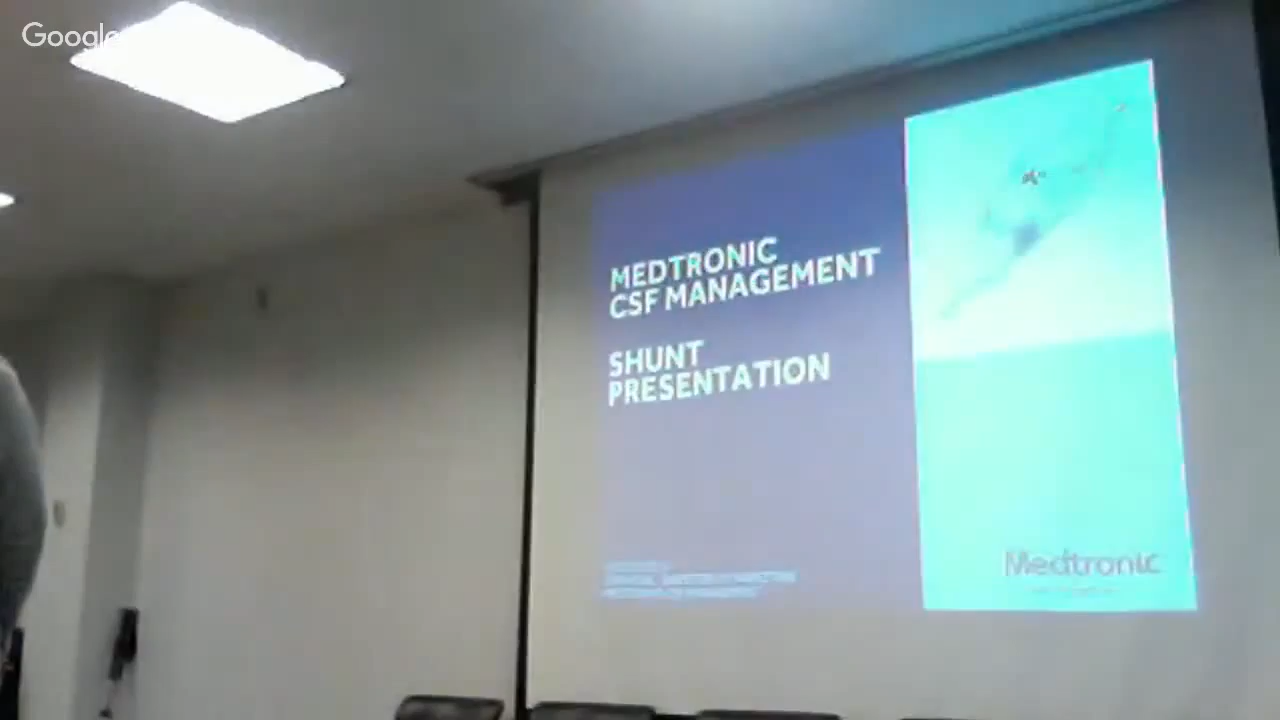 Google
MEDTRONIC
CSF MANAGEMENT
SHUNT
PRESENTATION
Medtronic